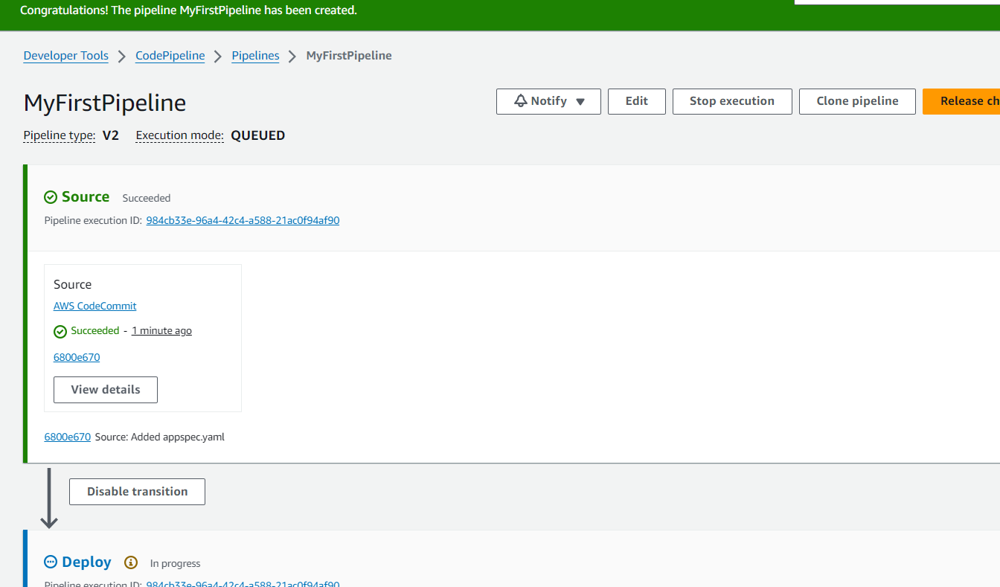 Congratulations! The pipeline MyFirstPipeline has been created.
Developer Tools > CodePipeline > Pipelines > MyFirstPipeline
MyFirstPipeline
Notify ▼ Edit Stop execution Clone pipeline Release ch
Pipeline type: V2 Execution mode: QUEUED
Source Succeeded
Pipeline execution ID: 984cb33e-96a4-42c4-a588-21ac0f94af90
Source
AWS CodeCommit
Succeeded - 1 minute ago
6800e670
View details
6800e670 Source: Added appspec.yaml
Disable transition
Deploy In progress
Pipeline execution ID: 984cb33e-96a4-42c4-a588-21ac0f94af90